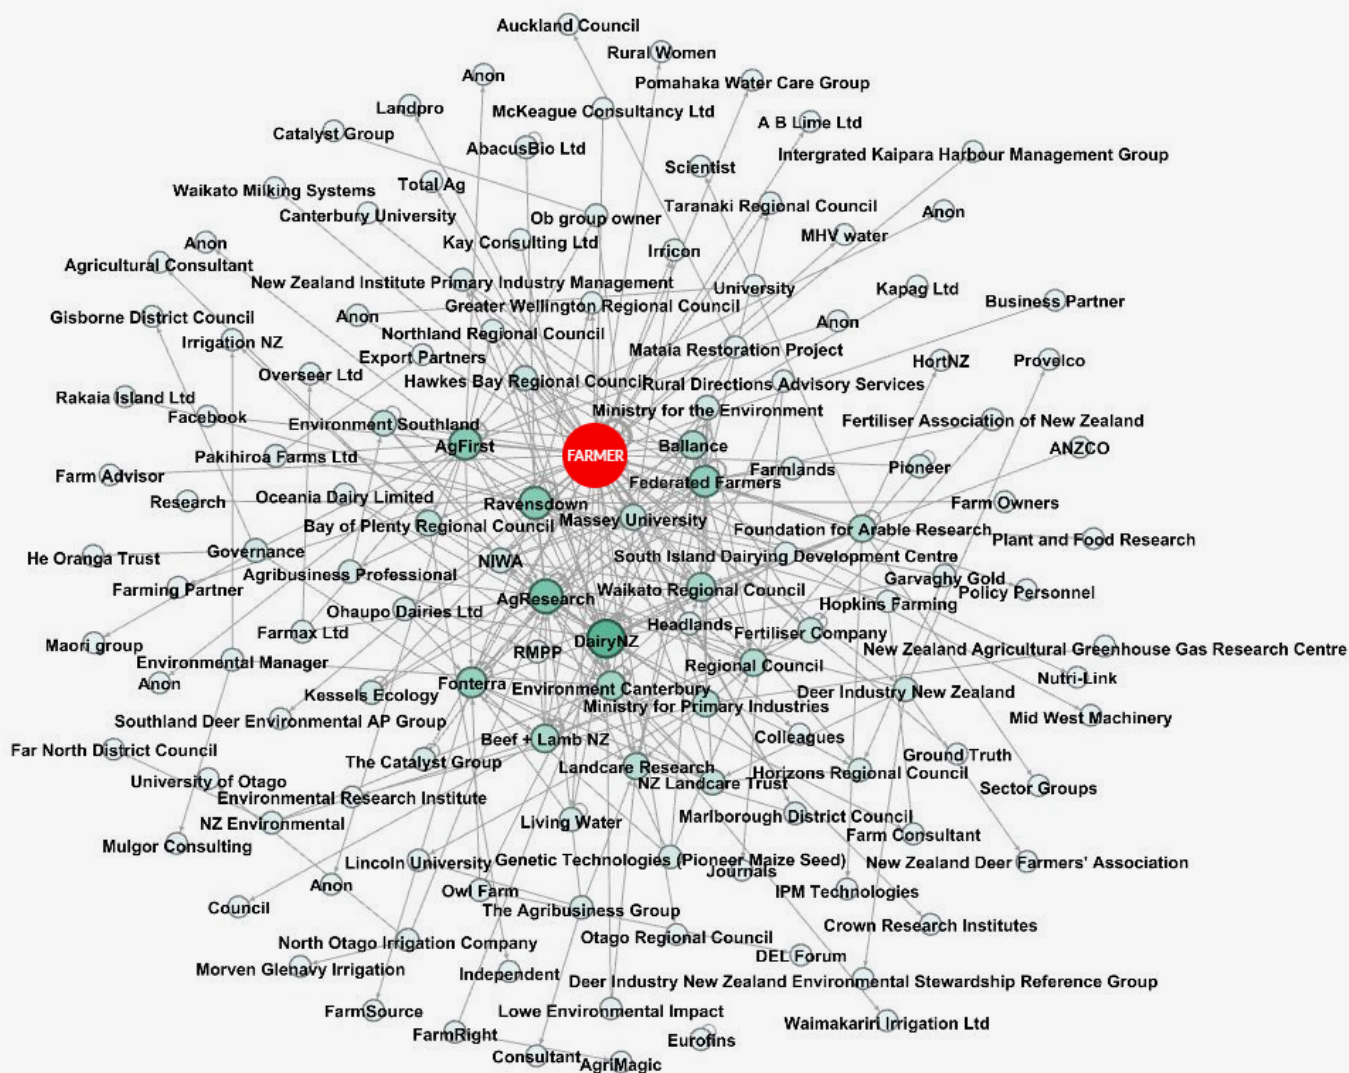 Auckland Council
Rural Women
Anon
Pomahaka Water Care Group
Landpro
McKeague Consultancy Ltd
A B Lime Ltd
Catalyst Group
AbacusBio Ltd
Intergrated Kaipara Harbour Management Group
Scientist
Total Ag
Waikato Milking Systems
Taranaki Regional Council
Anon
Canterbury University
Ob group owner
MHV water
Kay Consulting Ltd
Anon
Irricon
Agricultural Consultant
New Zealand Institute Primary Industry Management
University
Kapag Ltd
Business Partner
Greater Wellington Regional Council
Gisborne District Council
Anon
Anon
Northland Regional Council
Irrigation NZ
Mataia Restoration Project
Export Partners
HortNZ
Provelco
Overseer Ltd
Hawkes Bay Regional Council
Rural Directions Advisory Services
Rakaia Island Ltd
Facebook
Ministry for the Environment
Environment Southland
Fertiliser Association of New Zealand
AgFirst
Ballance
ANZCO
FARMER
Pakihiroa Farms Ltd
Farmlands
Pioneer
Farm Advisor
Federated Farmers
Oceania Dairy Limited
Research
Ravensdown
Farm Owners
Bay of Plenty Regional Council
Massey University
Foundation for Arable Research
Plant and Food Research
Governance
He Oranga Trust
NIWA
South Island Dairying Development Centre
Agribusiness Professional
Garvaghy Gold
Farming Partner
Waikato Regional Council
Policy Personnel
AgResearch
Hopkins Farming
Ohaupo Dairies Ltd
Headlands
Farmax Ltd
Fertiliser Company
DairyNZ
Maori group
New Zealand Agricultural Greenhouse Gas Research Centre
RMPP
Environmental Manager
Regional Council
Anon
Fonterra
Environment Canterbury
Deer Industry New Zealand
Nutri-Link
Kessels Ecology
Ministry for Primary Industries
Southland Deer Environmental AP Group
Mid West Machinery
Beef + Lamb NZ
Colleagues
Far North District Council
Ground Truth
The Catalyst Group
Landcare Research
Horizons Regional Council
University of Otago
NZ Landcare Trust
Sector Groups
Environmental Research Institute
Marlborough District Council
NZ Environmental
Living Water
Farm Consultant
Mulgor Consulting
Lincoln University
Genetic Technologies (Pioneer Maize Seed)
New Zealand Deer Farmers' Association
Journals
Anon
Owl Farm
IPM Technologies
Council
The Agribusiness Group
Crown Research Institutes
Otago Regional Council
North Otago Irrigation Company
DEL Forum
Morven Glenavy Irrigation
Independent
Deer Industry New Zealand Environmental Stewardship Reference Group
FarmSource
Lowe Environmental Impact
Waimakariri Irrigation Ltd
FarmRight
Eurofins
Consultant
AgriMagic